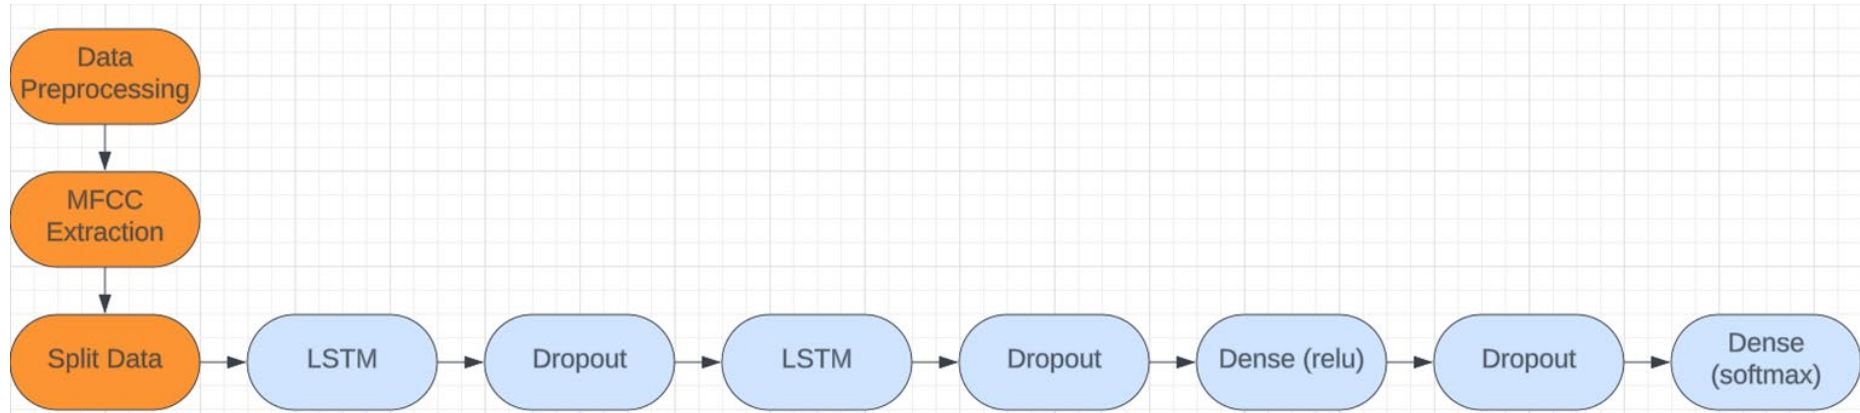 Data
Preprocessing
MFCC
Extraction
Split Data
LSTM
Dropout
LSTM
Dropout
Dense (relu)
Dropout
Dense
(softmax)